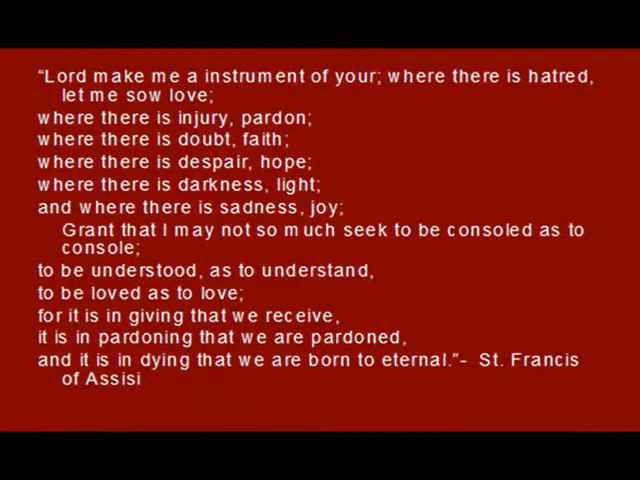 “Lord make me a instrument of your; where there is hatred,
let me sow love;
where there is injury, pardon;
where there is doubt, faith;
where there is despair, hope;
where there is darkness, light;
and where there is sadness, joy;
Grant that I may not so much seek to be consoled as to
console;
to be understood, as to understand,
to be loved as to love;
for it is in giving that we receive,
it is in pardoning that we are pardoned,
and it is in dying that we are born to eternal.”- St. Francis
of Assisi